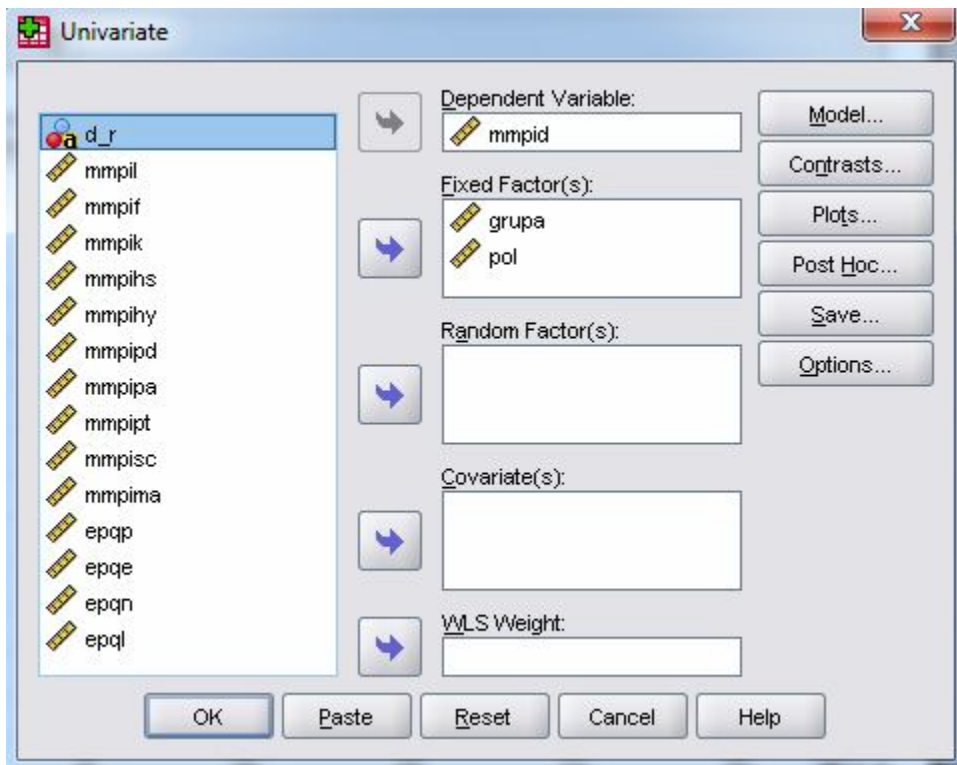 Univariate
d_r
mmpil
mmpif
mmpik
mmpihs
mmpihy
mmpipd
mmpipa
mmpipt
mmpisc
mmpima
epqp
epqe
epqn
epql
Dependent Variable:
mmpid
Fixed Factor(s):
grupa
pol
Random Factor(s):
Covariate(s):
WLS Weight:
Model...
Contrasts...
Plots...
Post Hoc...
Save...
Options...
OK Paste Reset Cancel Help